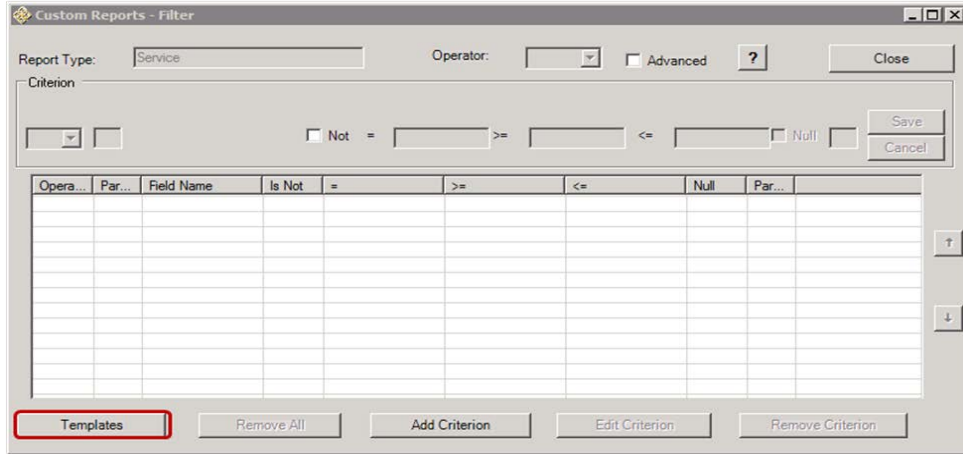 Custom Reports - Filter
Report Type: Service Operator: Advanced ? Close
Criterion
Not = >= <= Null Save
Cancel
Opera... Par... Field Name Is Not = >= <= Null Par...
Templates Remove All Add Criterion Edit Criterion Remove Criterion